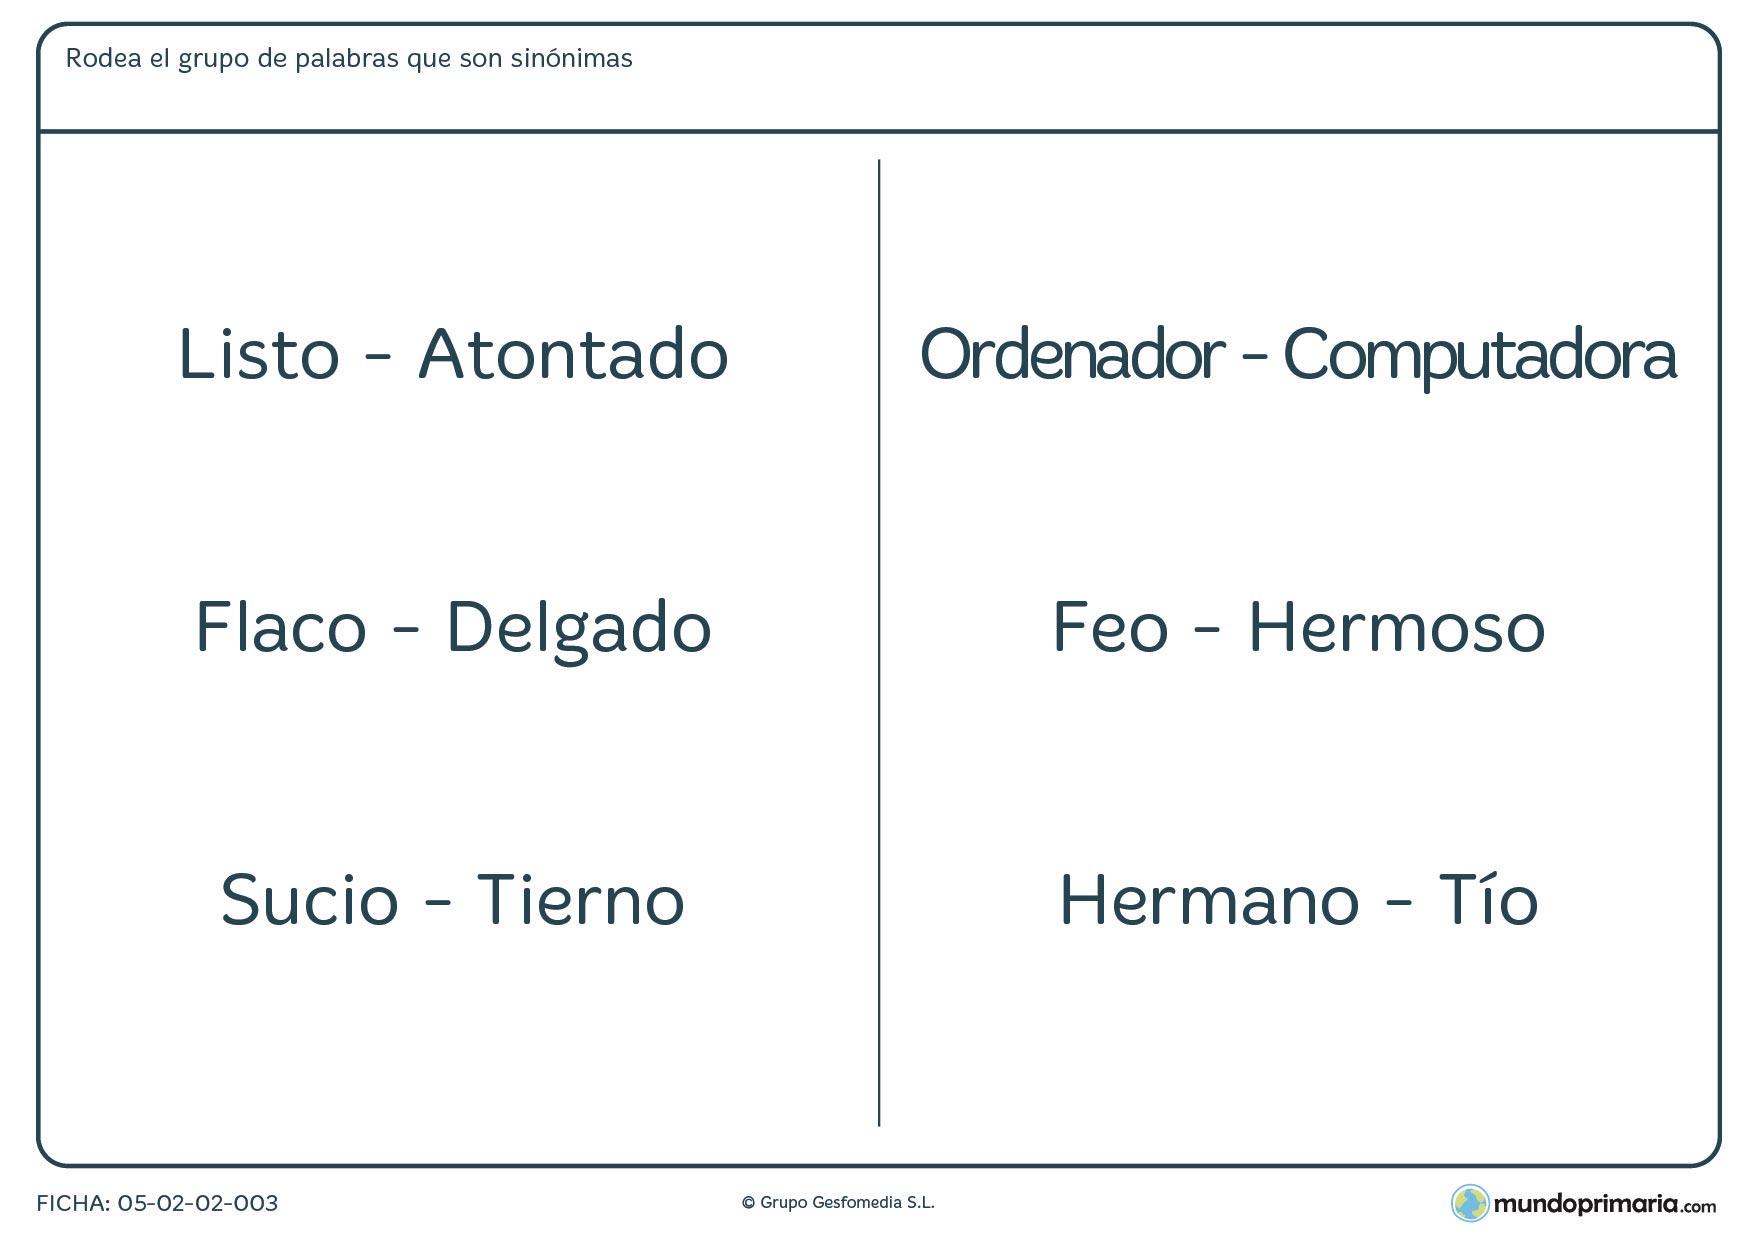 Rodea el grupo de palabras que son sinónimas
Listo - Atontado
Flaco - Delgado
Sucio - Tierno
Ordenador - Computadora
Feo - Hermoso
Hermano - Tío
FICHA: 05-02-02-003
© Grupo Gesfomedia S.L.
mundoprimaria.com